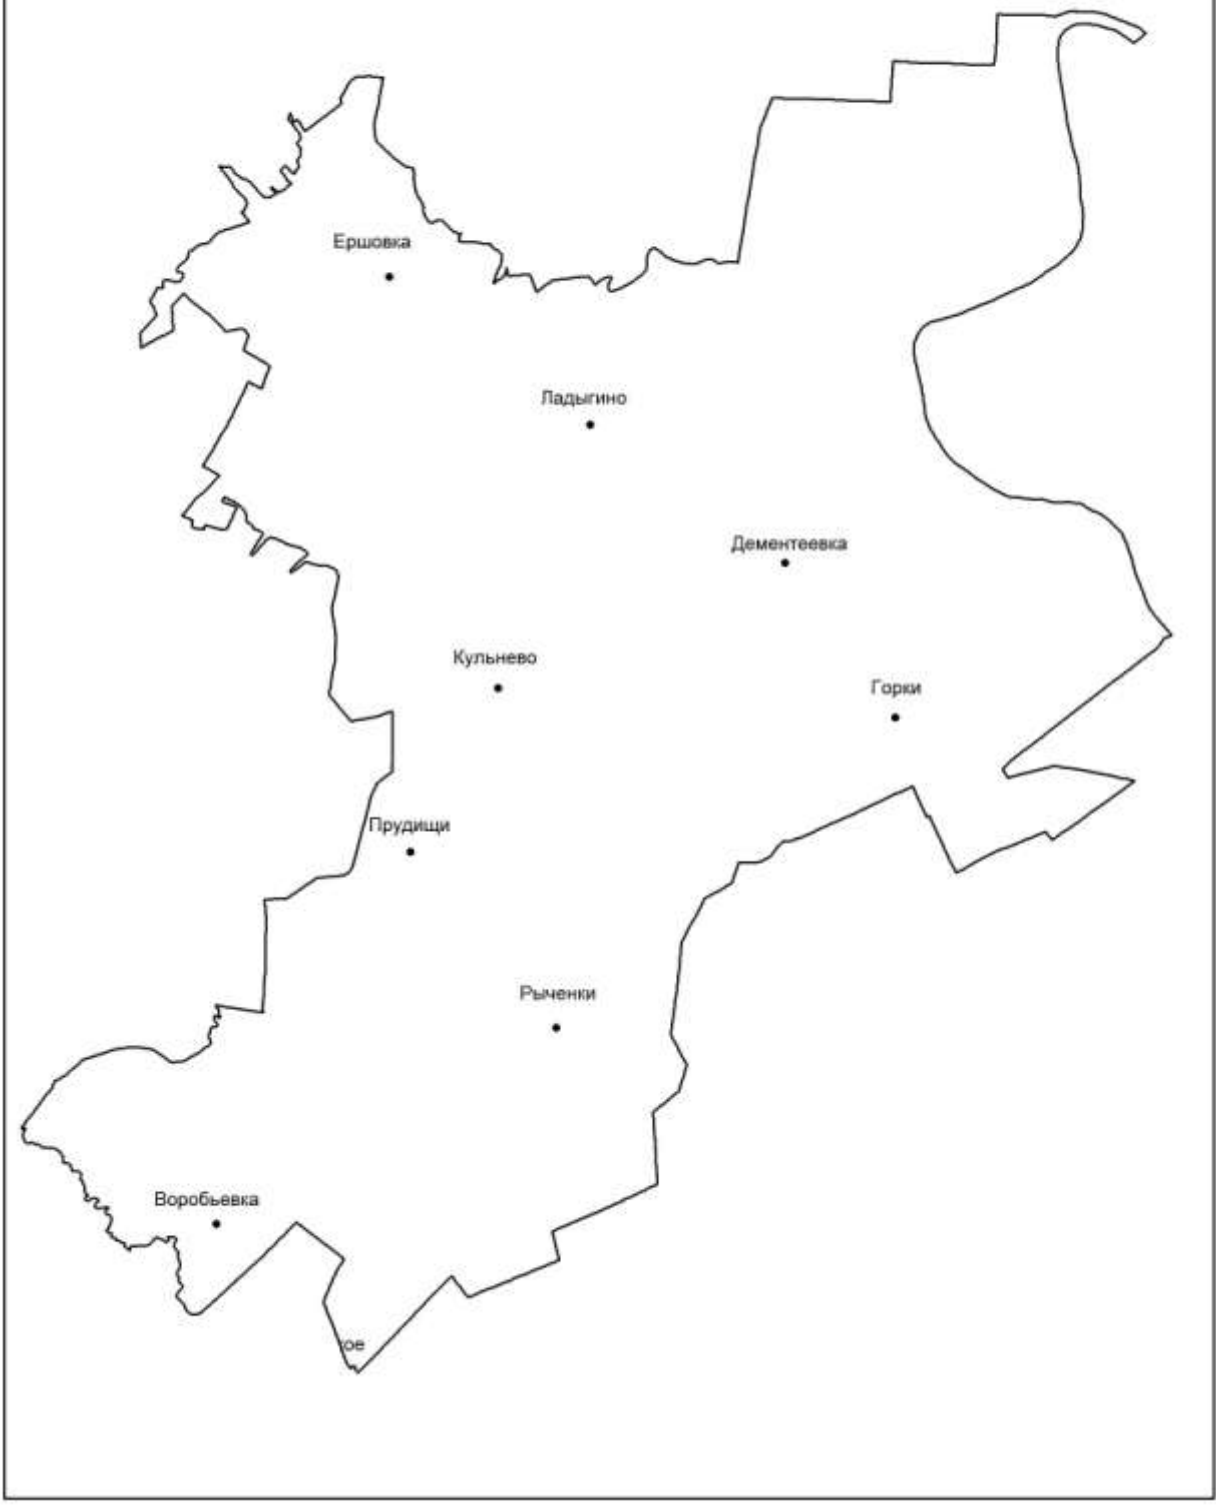 Ершовка
Ладыгино
Дементеевка
Кульнево
Горки
Прудищи
Рыченки
Воробьевка